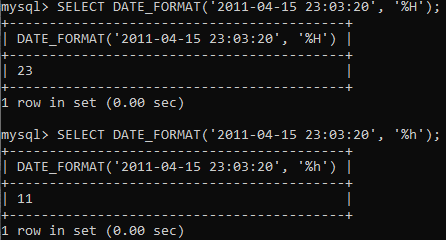 mysql> SELECT DATE_FORMAT('2011-04-15 23:03:20', '%H');
+----------------------------------------+
| DATE_FORMAT('2011-04-15 23:03:20', '%H') |
+----------------------------------------+
| 23 |
+----------------------------------------+
1 row in set (0.00 sec)
mysql> SELECT DATE_FORMAT('2011-04-15 23:03:20', '%h');
+----------------------------------------+
| DATE_FORMAT('2011-04-15 23:03:20', '%h') |
+----------------------------------------+
| 11 |
+----------------------------------------+
1 row in set (0.00 sec)